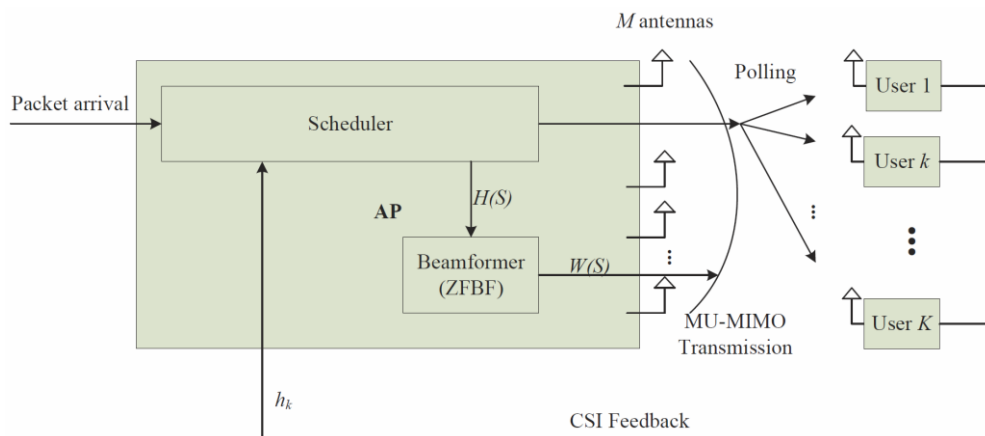 M antennas
Polling
Packet arrival
Scheduler
User 1
User k
AP
H(S)
Beamformer
(ZFBF)
W(S)
...
...
...
MU-MIMO
Transmission
User K
h_k
CSI Feedback